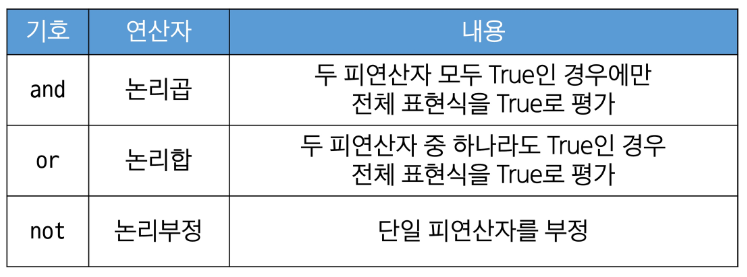 기호 연산자 내용
and 논리곱 두 피연산자 모두 True인 경우에만
전체 표현식을 True로 평가
or 논리합 두 피연산자 중 하나라도 True인 경우
전체 표현식을 True로 평가
not 논리부정 단일 피연산자를 부정